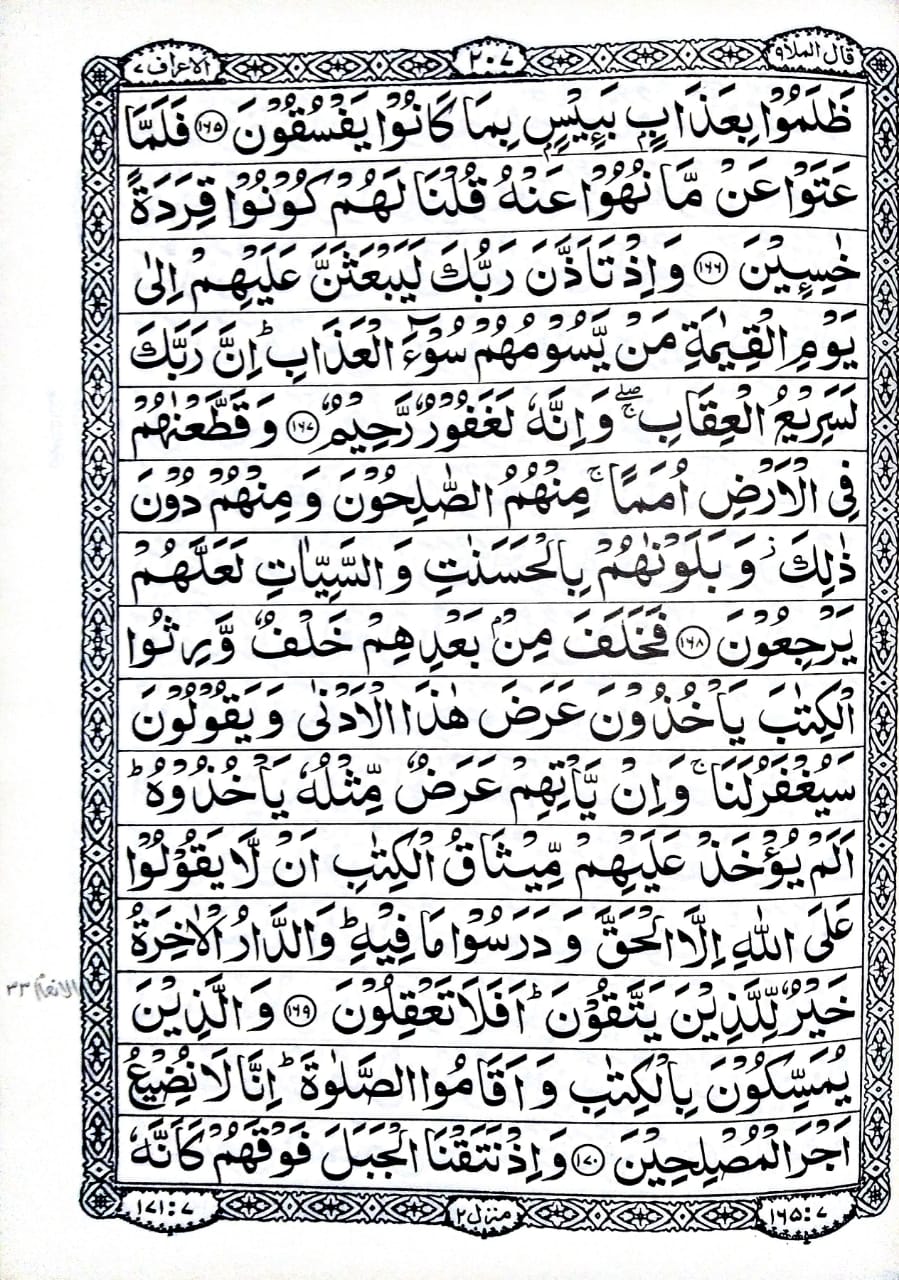 قال الملأ ٩ ٢٠٧ الاعراف ٧
ظَلَمُوْا بِعَذَابٍۭ بَـِٕيْسٍۭ بِمَا كَانُوْا يَفْسُقُوْنَ ﴿١٦٥﴾ فَلَمَّا
عَتَوْا عَنْ مَّا نُهُوْا عَنْهُ قُلْنَا لَهُمْ كُوْنُوْا قِرَدَةً
خٰسِـِٕيْنَ ﴿١٦٦﴾ وَاِذْ تَاَذَّنَ رَبُّكَ لَيَبْعَثَنَّ عَلَيْهِمْ اِلٰى
يَوْمِ الْقِيٰمَةِ مَنْ يَّسُوْمُهُمْ سُوْٓءَ الْعَذَابِ ؕ اِنَّ رَبَّكَ
لَسَرِيْعُ الْعِقَابِ ۖۚ وَاِنَّهٗ لَغَفُوْرٌ رَّحِيْمٌ ﴿١٦٧﴾ وَقَطَّعْنٰهُمْ
فِى الْاَرْضِ اُمَمًا ۚ مِنْهُمُ الصّٰلِحُوْنَ وَمِنْهُمْ دُوْنَ
ذٰلِكَ ؗ وَبَلَوْنٰهُمْ بِالْحَسَنٰتِ وَالسَّيِّاٰتِ لَعَلَّهُمْ
يَرْجِعُوْنَ ﴿١٦٨﴾ فَخَلَفَ مِنْۢ بَعْدِهِمْ خَلْفٌ وَّرِثُوا
الْكِتٰبَ يَاْخُذُوْنَ عَرَضَ هٰذَا الْاَدْنٰى وَيَقُوْلُوْنَ
سَيُغْفَرُ لَنَا ۚ وَاِنْ يَّاْتِهِمْ عَرَضٌ مِّثْلُهٗ يَاْخُذُوْهُ ؕ
اَلَمْ يُؤْخَذْ عَلَيْهِمْ مِّيْثَاقُ الْكِتٰبِ اَنْ لَّا يَقُوْلُوْا
عَلَى اللّٰهِ اِلَّا الْحَقَّ وَدَرَسُوْا مَا فِيْهِ ؕ وَالدَّارُ الْاٰخِرَةُ
خَيْرٌ لِّلَّذِيْنَ يَتَّقُوْنَ ؕ اَفَلَا تَعْقِلُوْنَ ﴿١٦٩﴾ وَالَّذِيْنَ
الانعام ٣٣
يُمَسِّكُوْنَ بِالْكِتٰبِ وَاَقَامُوا الصَّلٰوةَ ؕ اِنَّا لَا نُضِيْعُ
اَجْرَ الْمُصْلِحِيْنَ ﴿١٧٠﴾ وَاِذْ نَتَقْنَا الْجَبَلَ فَوْقَهُمْ كَاَنَّهٗ
١٦٥:٧ منزل ٢ ١٧١:٧